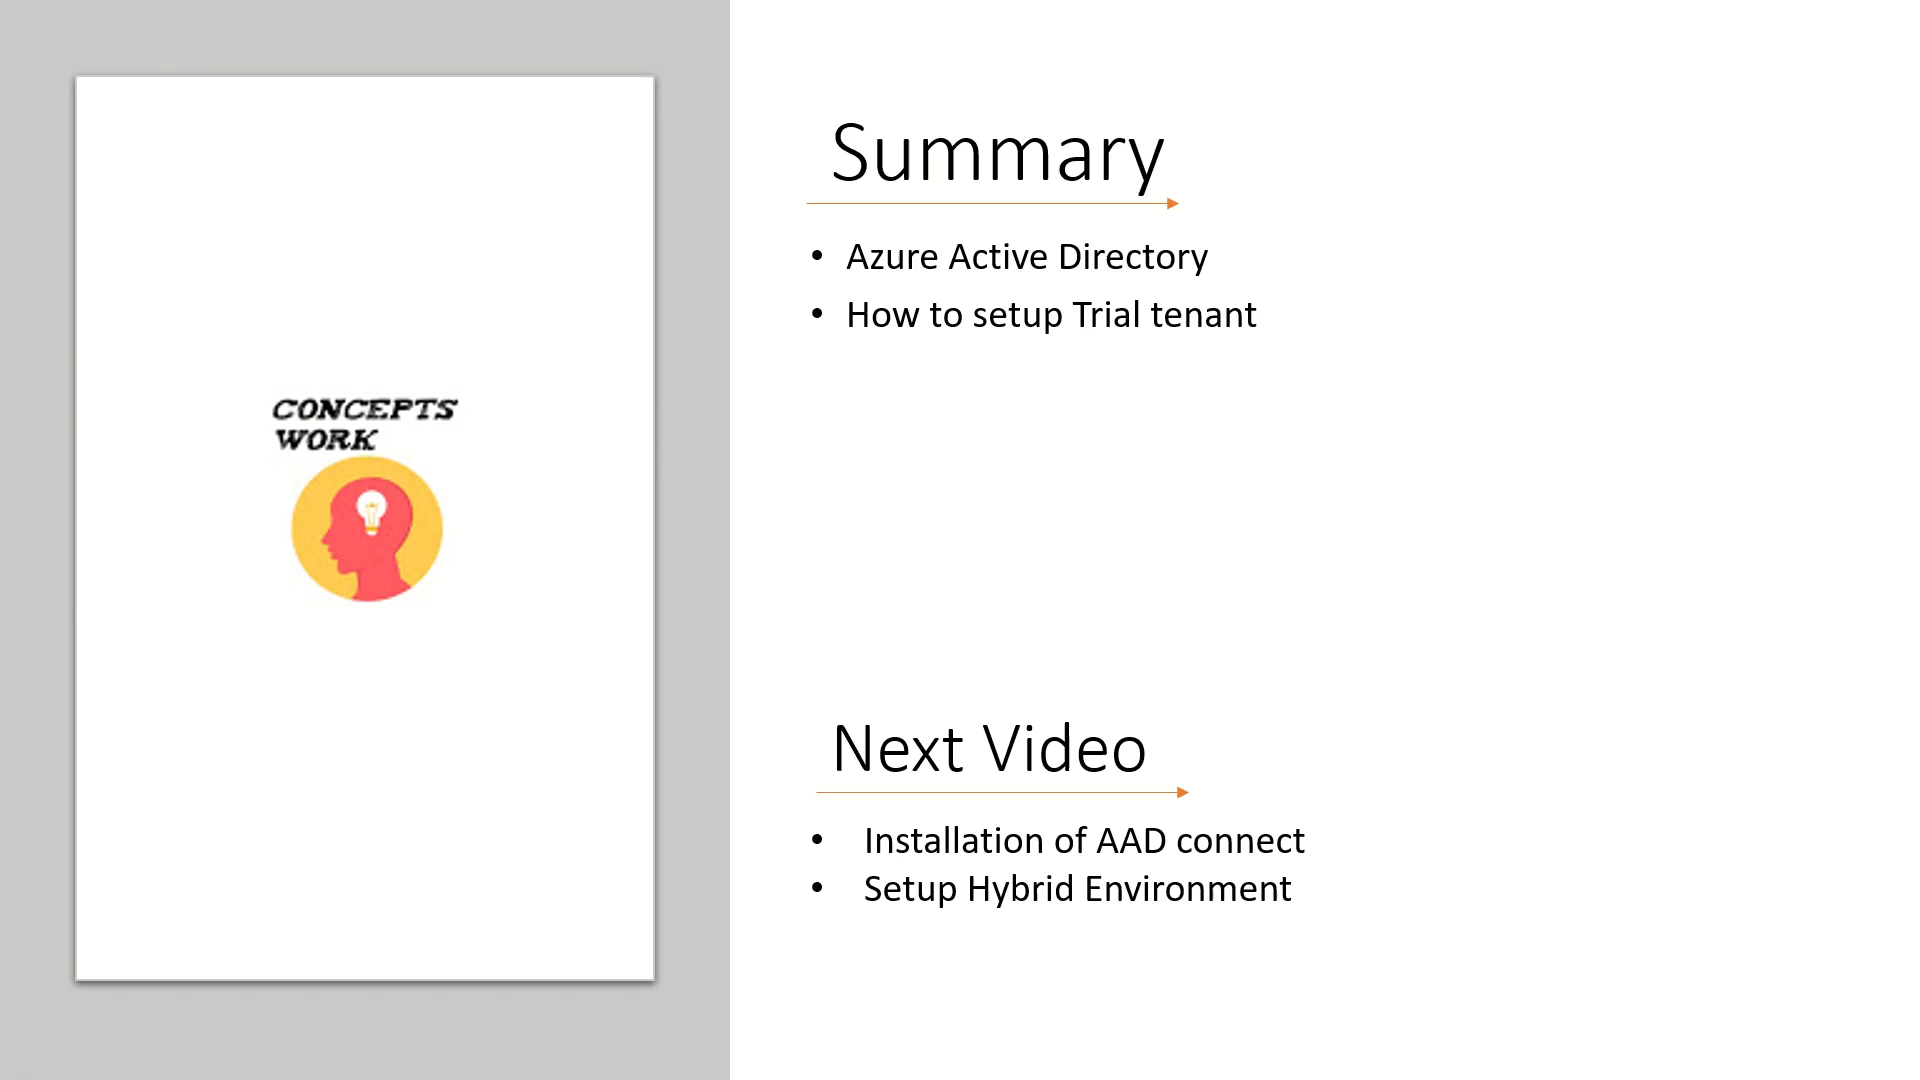 CONCEPTS
WORK
Summary
• Azure Active Directory
• How to setup Trial tenant
Next Video
• Installation of AAD connect
• Setup Hybrid Environment